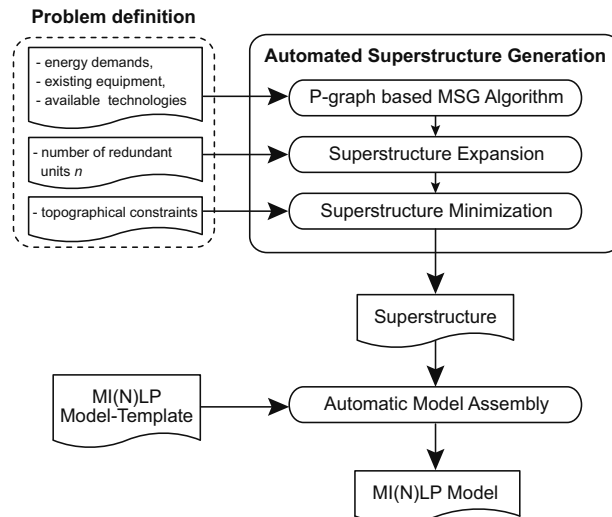 Problem definition
- energy demands,
- existing equipment,
- available technologies
- number of redundant
units n
- topographical constraints
Automated Superstructure Generation
P-graph based MSG Algorithm
Superstructure Expansion
Superstructure Minimization
Superstructure
MI(N)LP
Model-Template
Automatic Model Assembly
MI(N)LP Model